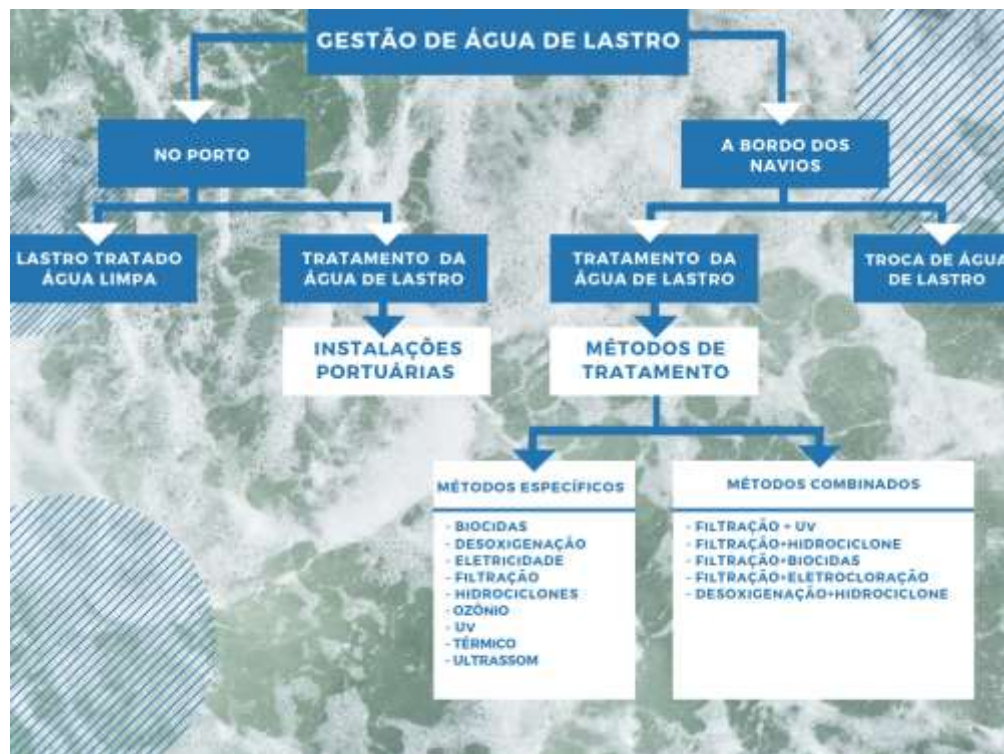 GESTÃO DE ÁGUA DE LASTRO
NO PORTO
A BORDO DOS
NAVIOS
LASTRO TRATADO
ÁGUA LIMPA
TRATAMENTO DA
ÁGUA DE LASTRO
TRATAMENTO DA
ÁGUA DE LASTRO
TROCA DE ÁGUA
DE LASTRO
INSTALAÇÕES
PORTUÁRIAS
MÉTODOS DE
TRATAMENTO
MÉTODOS ESPECÍFICOS
- BIOCIDAS
- DESOXIGENAÇÃO
- ELETRICIDADE
- FILTRAÇÃO
- HIDROCICLONES
- OZÔNIO
- UV
- TÉRMICO
- ULTRASSOM
MÉTODOS COMBINADOS
- FILTRAÇÃO + UV
- FILTRAÇÃO+HIDROCICLONE
- FILTRAÇÃO+BIOCIDAS
- FILTRAÇÃO+ELETROCLORAÇÃO
- DESOXIGENAÇÃO+HIDROCICLONE